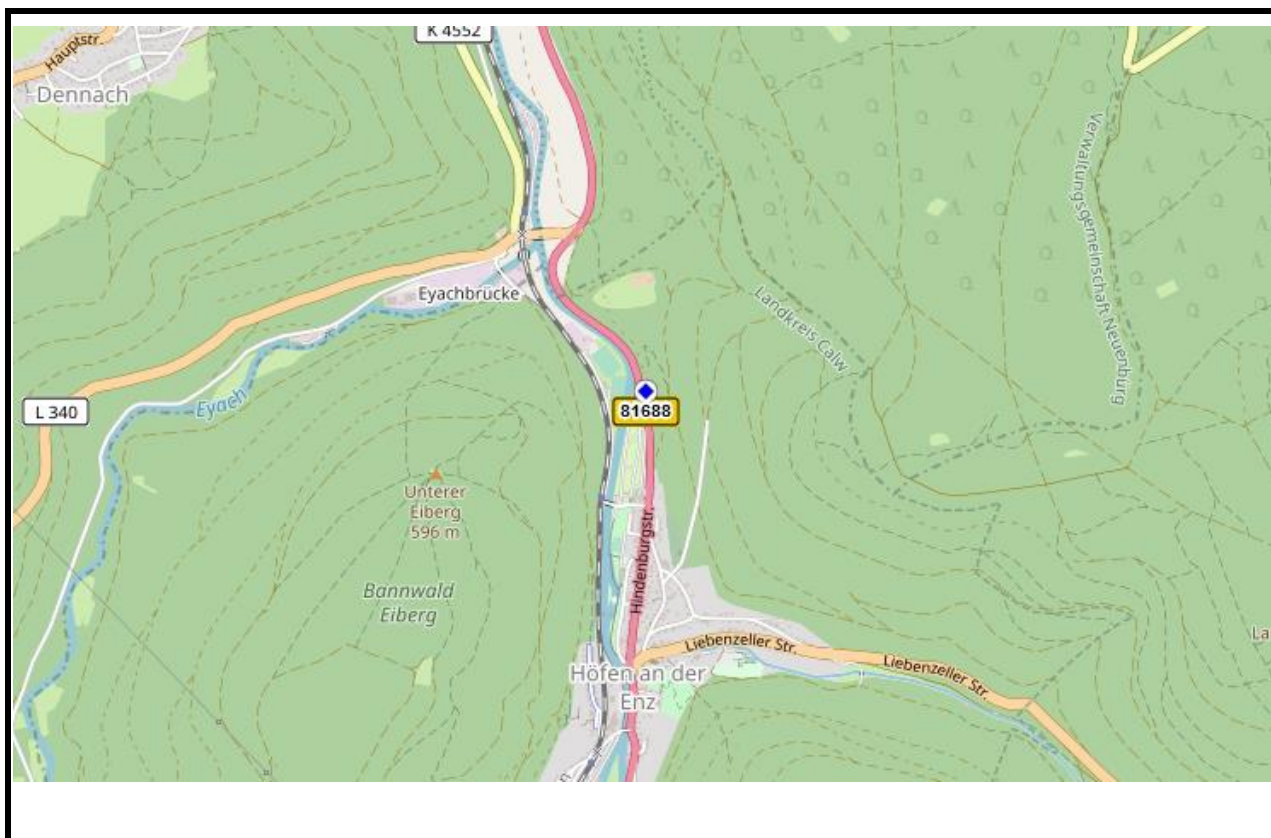 K 4552
Hauptstr.
Dennach
Verwaltungsgemeinschaft Neuenburg
Eyachbrücke
Landkreis Calw
Eyach
L 340
81688
Unterer
Eiberg
596 m
Hindenburgstr.
Bannwald
Eiberg
Liebenzeller Str.
Liebenzeller Str.
La
Höfen an der
Enz